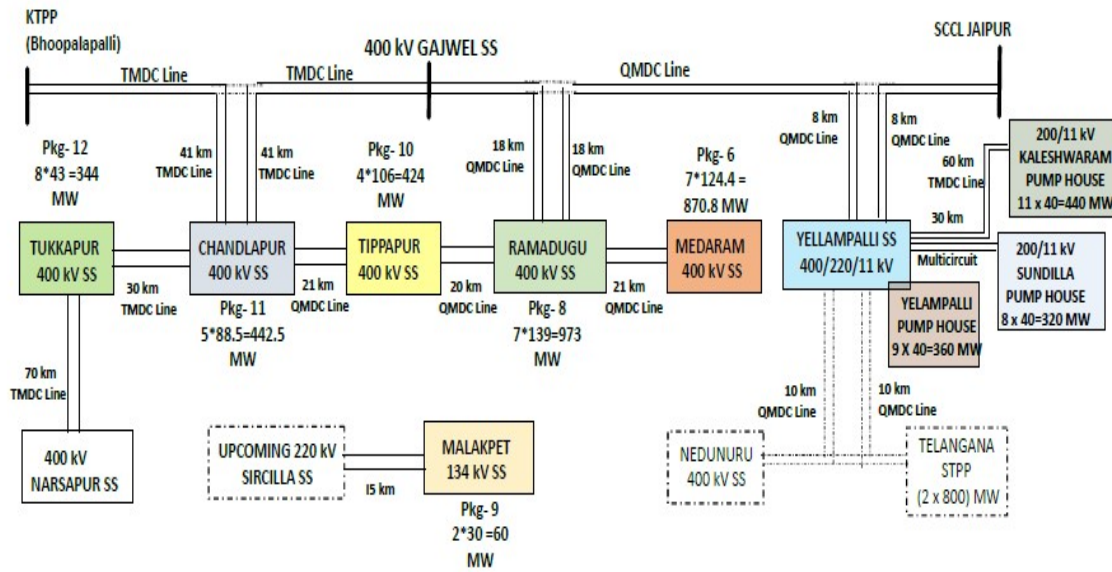 KTPP
(Bhoopalapalli)
400 kV GAJWEL SS
SCCL JAIPUR
TMDC Line
TMDC Line
QMDC Line
41 km
TMDC Line
41 km
TMDC Line
18 km
QMDC Line
18 km
QMDC Line
8 km
QMDC Line
8 km
QMDC Line
Pkg- 12
8*43 =344
MW
Pkg- 10
4*106=424
MW
Pkg- 6
7*124.4 =
870.8 MW
60 km
TMDC Line
30 km
Multicircuit
200/11 kV
KALESHWARAM
PUMP HOUSE
11 x 40=440 MW
TUKKAPUR
400 kV SS
CHANDLAPUR
400 kV SS
TIPPAPUR
400 kV SS
RAMADUGU
400 kV SS
MEDARAM
400 kV SS
YELLAMPALLI SS
400/220/11 kV
200/11 kV
SUNDILLA
PUMP HOUSE
8 x 40=320 MW
30 km
TMDC Line
21 km
QMDC Line
20 km
QMDC Line
21 km
QMDC Line
Pkg- 11
5*88.5=442.5
MW
Pkg- 8
7*139=973
MW
YELAMPALLI
PUMP HOUSE
9 X 40=360 MW
70 km
TMDC Line
10 km
QMDC Line
10 km
QMDC Line
400 kV
NARSAPUR SS
UPCOMING 220 kV
SIRCILLA SS
I5 km
MALAKPET
134 kV SS
Pkg- 9
2*30 =60
MW
NEDUNURU
400 kV SS
TELANGANA
STPP
(2 x 800) MW